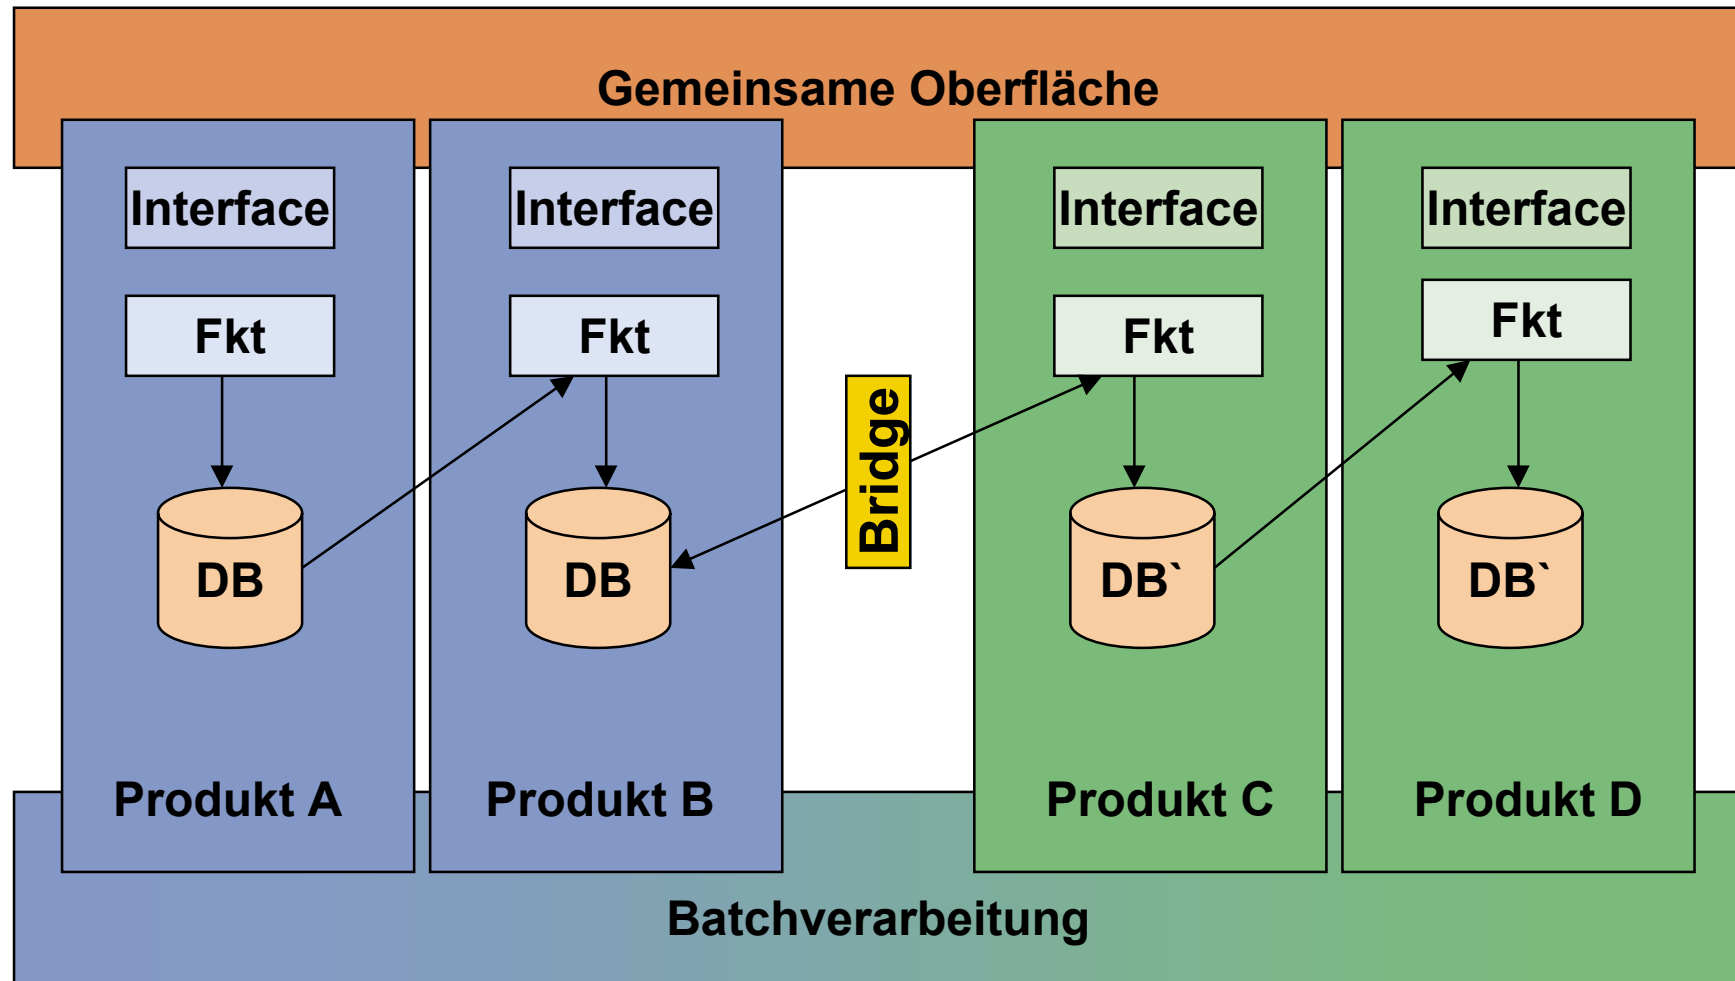 Gemeinsame Oberfläche
Interface
Interface
Interface
Interface
Fkt
Fkt
Fkt
Fkt
Bridge
DB
DB
DB`
DB`
Produkt A
Produkt B
Produkt C
Produkt D
Batchverarbeitung